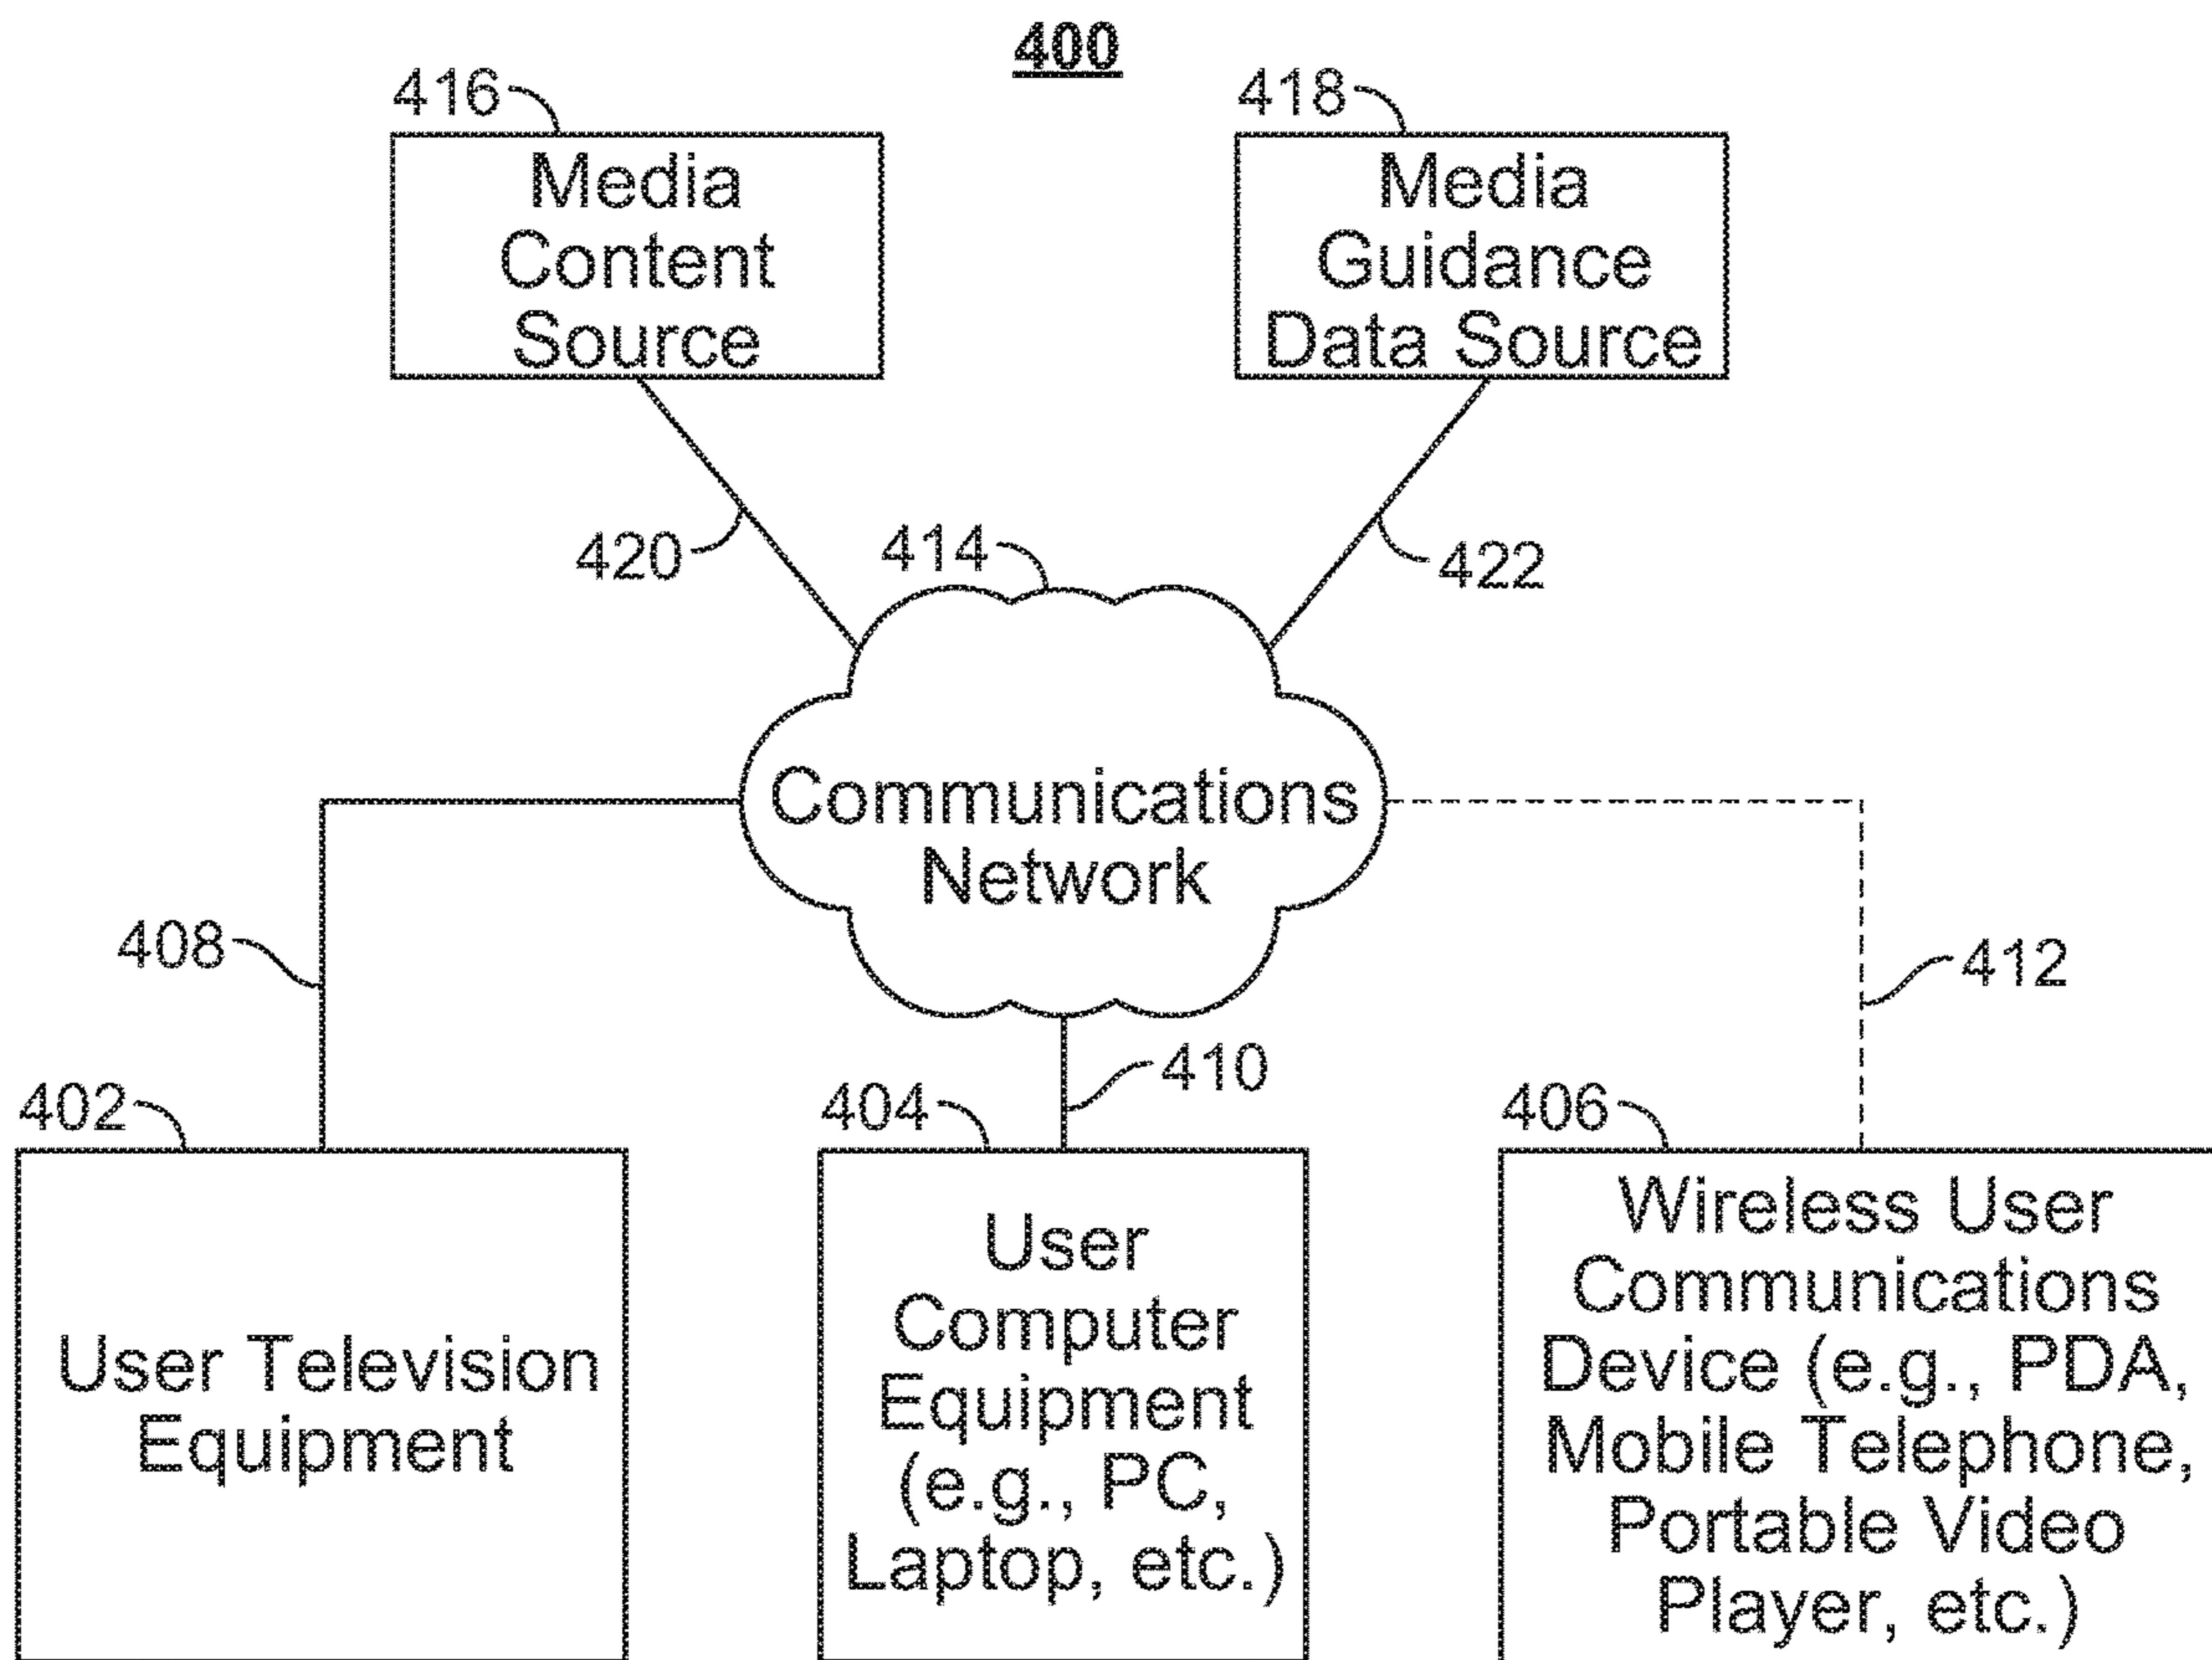 400
416
Media
Content
Source
418
Media
Guidance
Data Source
420
414
422
Communications
Network
408
412
410
402
User Television
Equipment
404
User
Computer
Equipment
(e.g., PC,
Laptop, etc.)
406
Wireless User
Communications
Device (e.g., PDA,
Mobile Telephone,
Portable Video
Player, etc.)